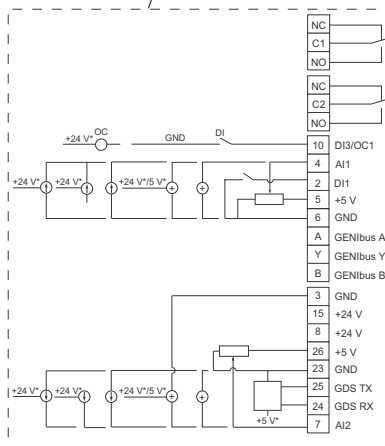 NC
C1
NO
NC
C2
NO
+24 V* OC GND DI 10 DI3/OC1
4 AI1
+24 V* +24 V* +24 V*/5 V* 2 DI1
5 +5 V
6 GND
A GENIbus A
Y GENIbus Y
B GENIbus B
3 GND
15 +24 V
8 +24 V
26 +5 V
23 GND
+24 V* +24 V* +24 V*/5 V* 25 GDS TX
24 GDS RX
+5 V* 7 AI2